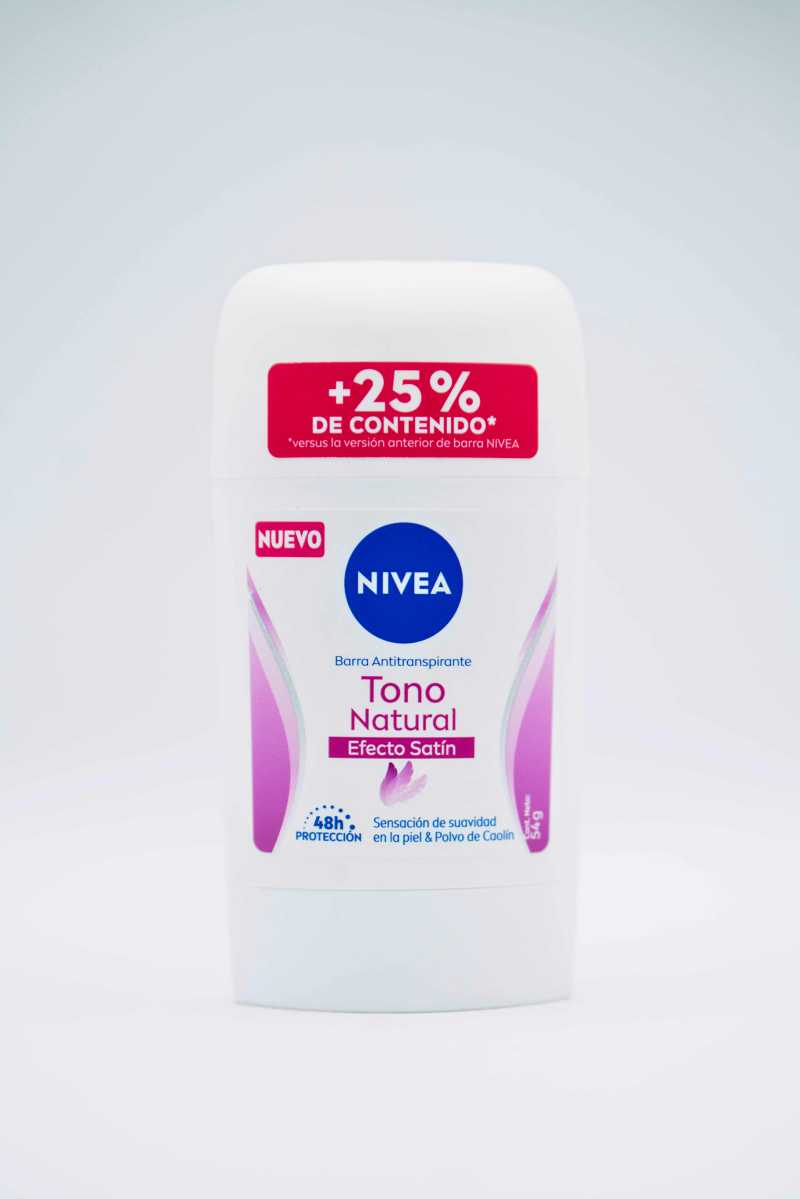 +25%
DE CONTENIDO*
*versus la versión anterior de barra NIVEA
NUEVO
NIVEA
Barra Antitranspirante
Tono
Natural
Efecto Satín
48h
PROTECCIÓN
Sensación de suavidad
en la piel & Polvo de Caolín
Cont. Neto:
54g